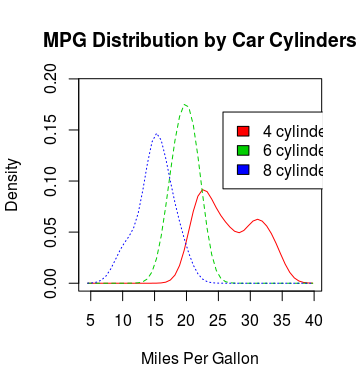 MPG Distribution by Car Cylinders
Density
0.00 0.05 0.10 0.15 0.20
4 cylinde
6 cylinde
8 cylinde
5 10 15 20 25 30 35 40
Miles Per Gallon